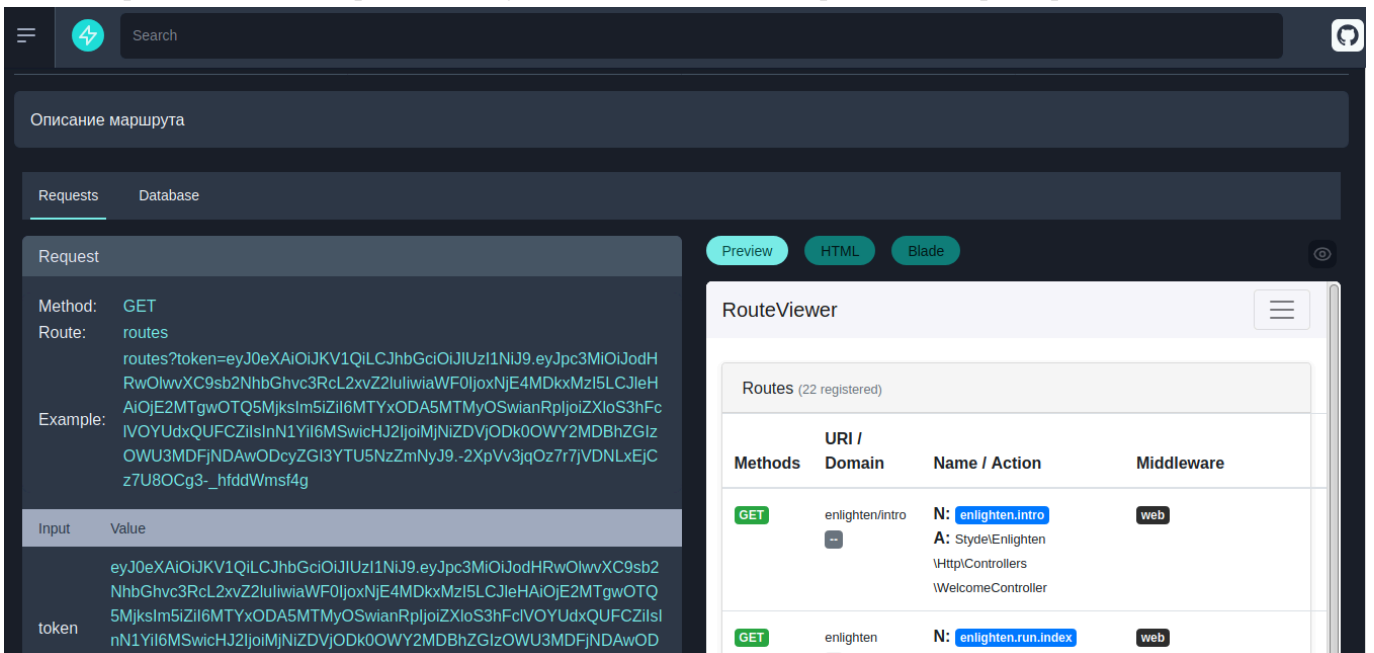 Search
Описание маршрута
Requests Database
Request
Method: GET
Route: routes
Example:
routes?token=eyJ0eXAiOiJKV1QiLCJhbGciOiJIUzI1NiJ9.eyJpc3MiOiJodH
RwOlwvXC9sb2NhbGhvc3RcL2xvZ2luIiwiaWF0IjoxNjE4MDkxMzI5LCJleH
AiOjE2MTgwOTQ5MjksIm5iZiI6MTYxODA5MTMyOSwianRpIjoiZXloS3hFc
lVOYUdxQUFCZiIsInN1YiI6MSwicHJ2IjoiMjNiZDVjODk0OWY2MDBhZGIz
OWU3MDFjNDAwODcyZGI3YTU5NzZmNyJ9.-2XpVv3jqOz7r7jVDNLxEjC
z7U8OCg3-_hfddWmsf4g
Input Value
token
eyJ0eXAiOiJKV1QiLCJhbGciOiJIUzI1NiJ9.eyJpc3MiOiJodHRwOlwvXC9sb2
NhbGhvc3RcL2xvZ2luIiwiaWF0IjoxNjE4MDkxMzI5LCJleHAiOjE2MTgwOTQ
5MjksIm5iZiI6MTYxODA5MTMyOSwianRpIjoiZXloS3hFclVOYUdxQUFCZiIsI
nN1YiI6MSwicHJ2IjoiMjNiZDVjODk0OWY2MDBhZGIzOWU3MDFjNDAwOD
Preview HTML Blade
RouteViewer
Routes (22 registered)
Methods URI / Domain Name / Action Middleware
GET enlighten/intro N: enlighten.intro web
-- A: Styde\Enlighten
\Http\Controllers
\WelcomeController
GET enlighten N: enlighten.run.index web